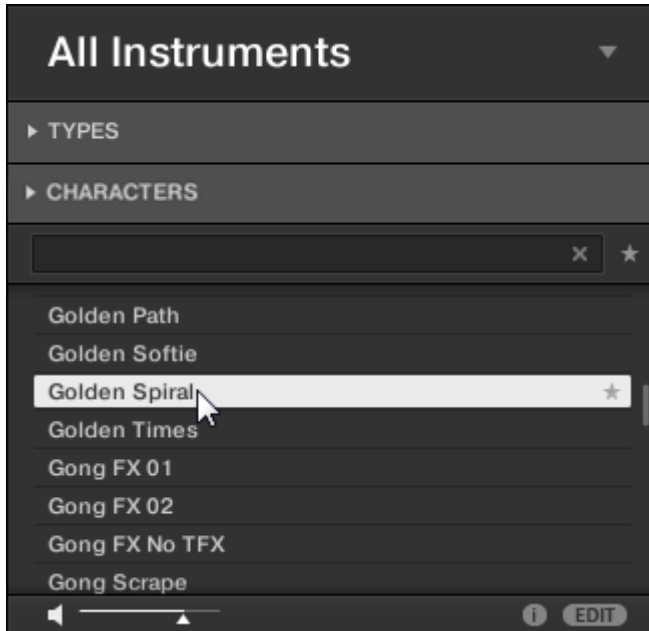 All Instruments
TYPES
CHARACTERS
Golden Path
Golden Softie
Golden Spiral
Golden Times
Gong FX 01
Gong FX 02
Gong FX No TFX
Gong Scrape
i EDIT